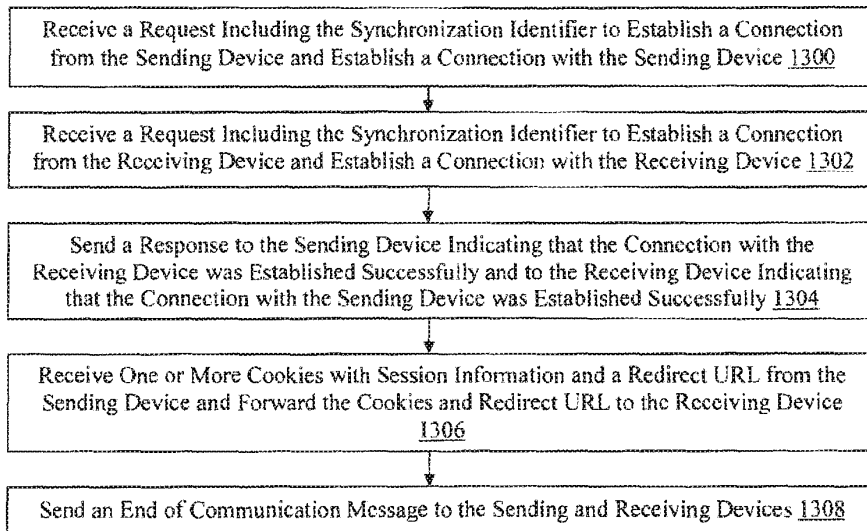 Receive a Request Including the Synchronization Identifier to Establish a Connection
from the Sending Device and Establish a Connection with the Sending Device 1300
Receive a Request Including the Synchronization Identifier to Establish a Connection
from the Receiving Device and Establish a Connection with the Receiving Device 1302
Send a Response to the Sending Device Indicating that the Connection with the
Receiving Device was Established Successfully and to the Receiving Device Indicating
that the Connection with the Sending Device was Established Successfully 1304
Receive One or More Cookies with Session Information and a Redirect URL from the
Sending Device and Forward the Cookies and Redirect URL to the Receiving Device
1306
Send an End of Communication Message to the Sending and Receiving Devices 1308